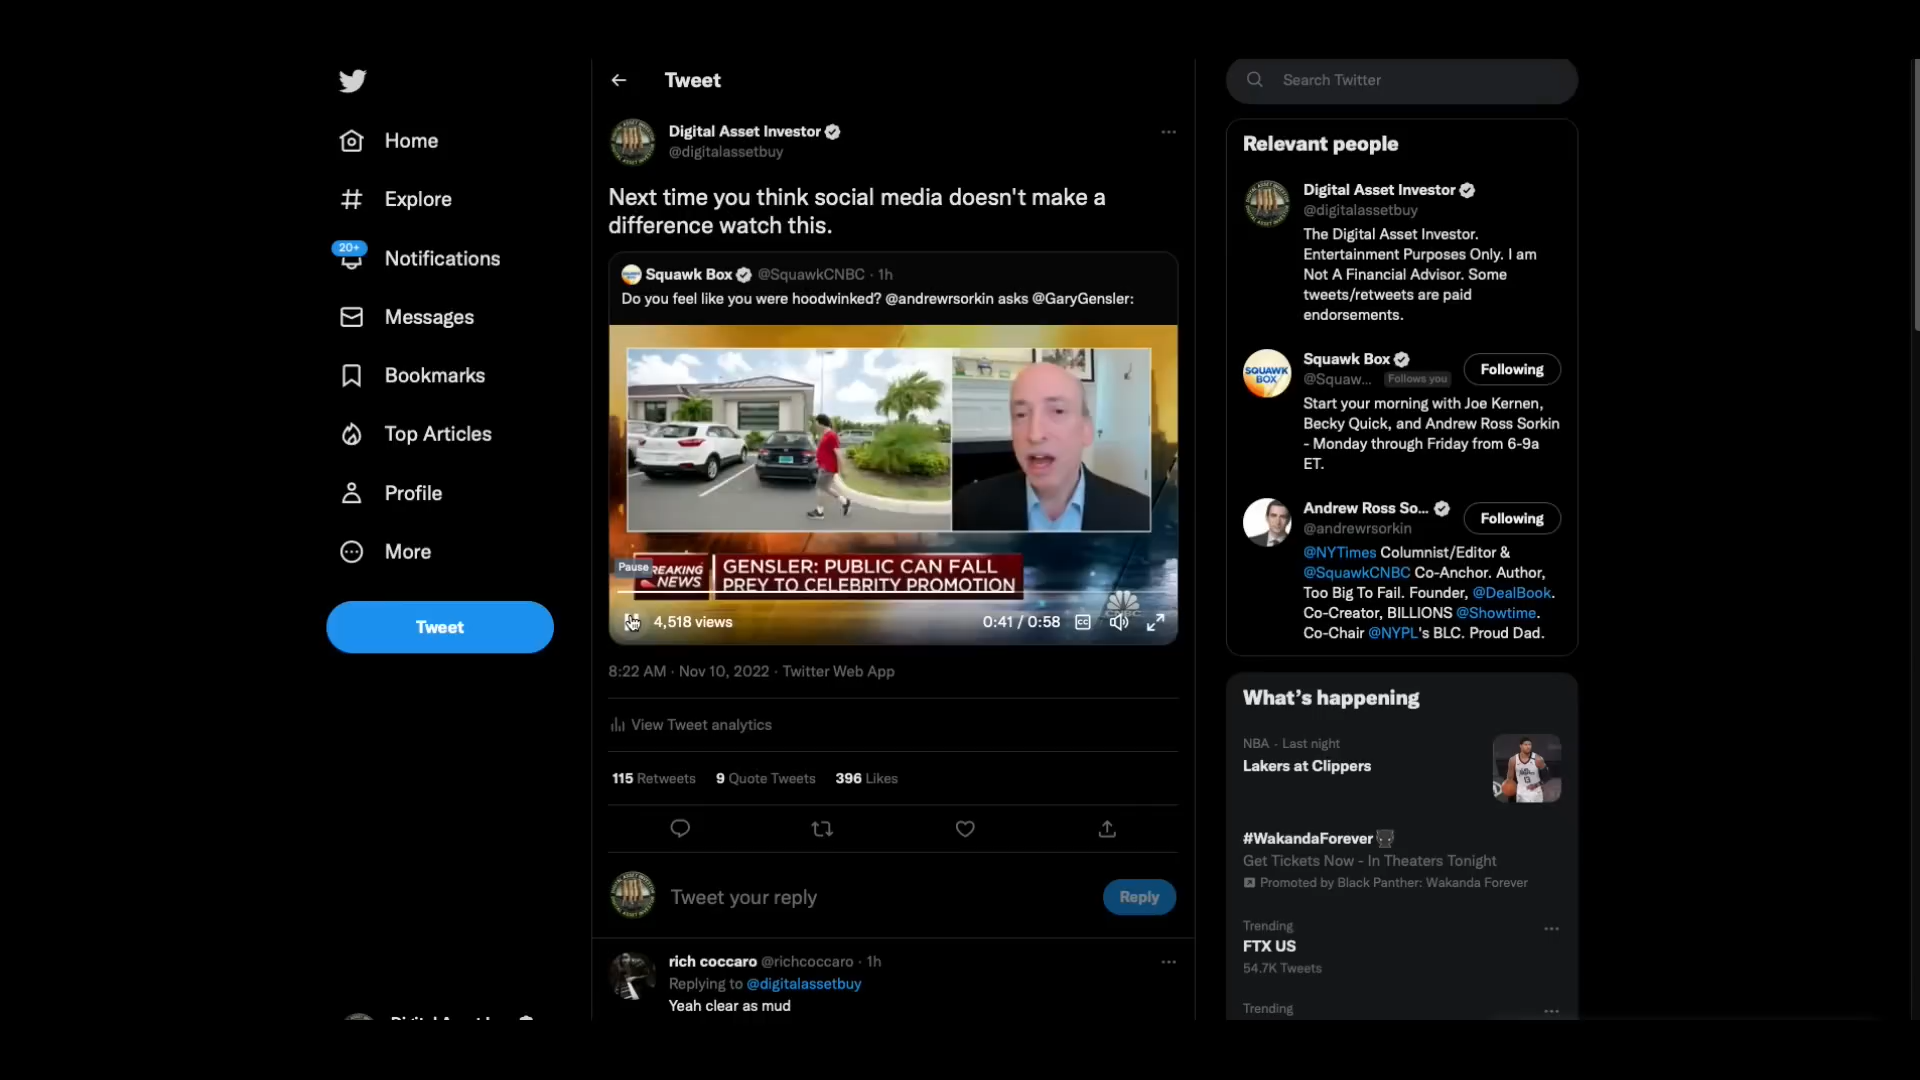 Home
Explore
20+
Notifications
Messages
Bookmarks
Top Articles
Profile
More
Tweet
Tweet
Digital Asset Investor
@digitalassetbuy
Next time you think social media doesn't make a
difference watch this.
Squawk Box @SquawkCNBC · 1h
Do you feel like you were hoodwinked? @andrewrsorkin asks @GaryGensler:
Pause
BREAKING
NEWS
GENSLER: PUBLIC CAN FALL
PREY TO CELEBRITY PROMOTION
CNBC
4,518 views
0:41 / 0:58
CC
8:22 AM · Nov 10, 2022 · Twitter Web App
View Tweet analytics
115 Retweets 9 Quote Tweets 396 Likes
Tweet your reply
Reply
rich coccaro @richcoccaro · 1h
Replying to @digitalassetbuy
Yeah clear as mud
Search Twitter
Relevant people
Digital Asset Investor
@digitalassetbuy
The Digital Asset Investor.
Entertainment Purposes Only. I am
Not A Financial Advisor. Some
tweets/retweets are paid
endorsements.
SQUAWK
BOX
Squawk Box
@Squaw... Follows you
Following
Start your morning with Joe Kernen,
Becky Quick, and Andrew Ross Sorkin
- Monday through Friday from 6-9a
ET.
Andrew Ross So...
@andrewrsorkin
Following
@NYTimes Columnist/Editor &
@SquawkCNBC Co-Anchor. Author,
Too Big To Fail. Founder, @DealBook.
Co-Creator, BILLIONS @Showtime.
Co-Chair @NYPL's BLC. Proud Dad.
What's happening
NBA · Last night
Lakers at Clippers
#WakandaForever
Get Tickets Now - In Theaters Tonight
Promoted by Black Panther: Wakanda Forever
Trending
FTX US
54.7K Tweets
Trending